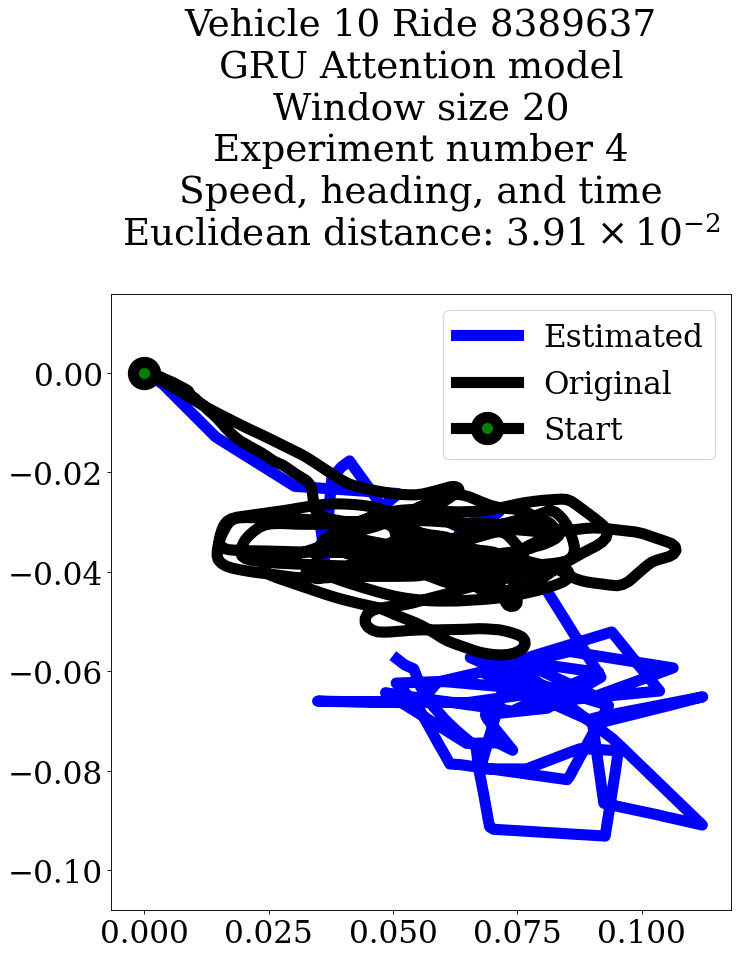 Vehicle 10 Ride 8389637
GRU Attention model
Window size 20
Experiment number 4
Speed, heading, and time
Euclidean distance: 3.91 × 10⁻²
Estimated
Original
Start
0.00
−0.02
−0.04
−0.06
−0.08
−0.10
0.000 0.025 0.050 0.075 0.100